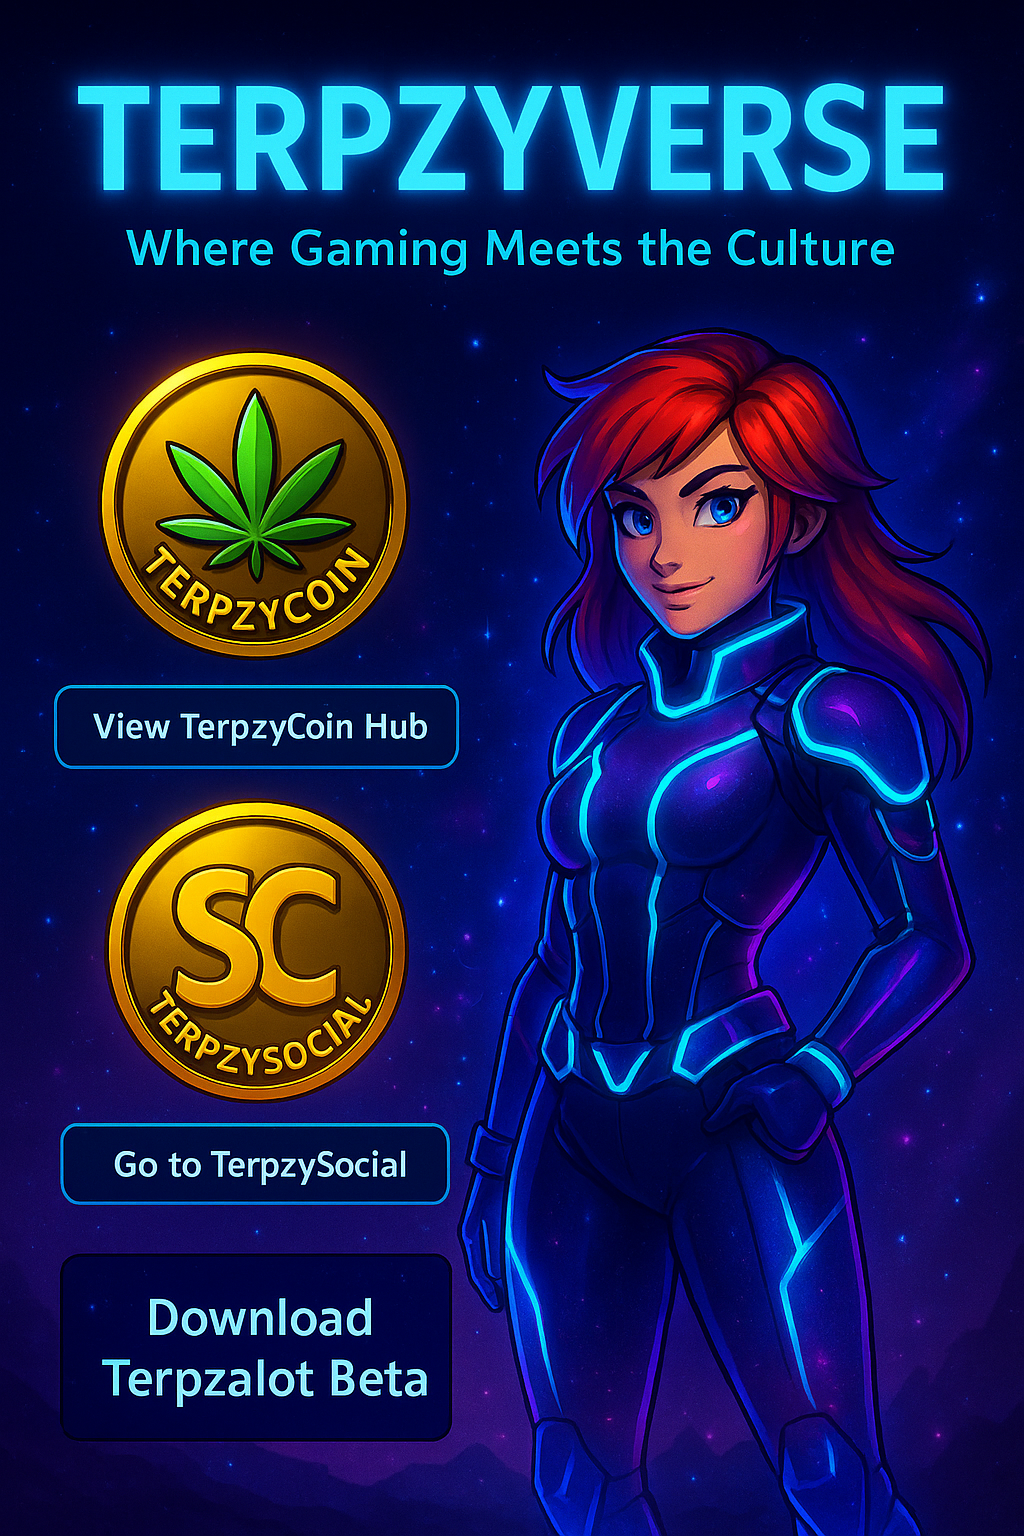 TERPZYVERSE
Where Gaming Meets the Culture
TERPZYCOIN
View TerpzyCoin Hub
SC
TERPZYSOCIAL
Go to TerpzySocial
Download
Terpzalot Beta